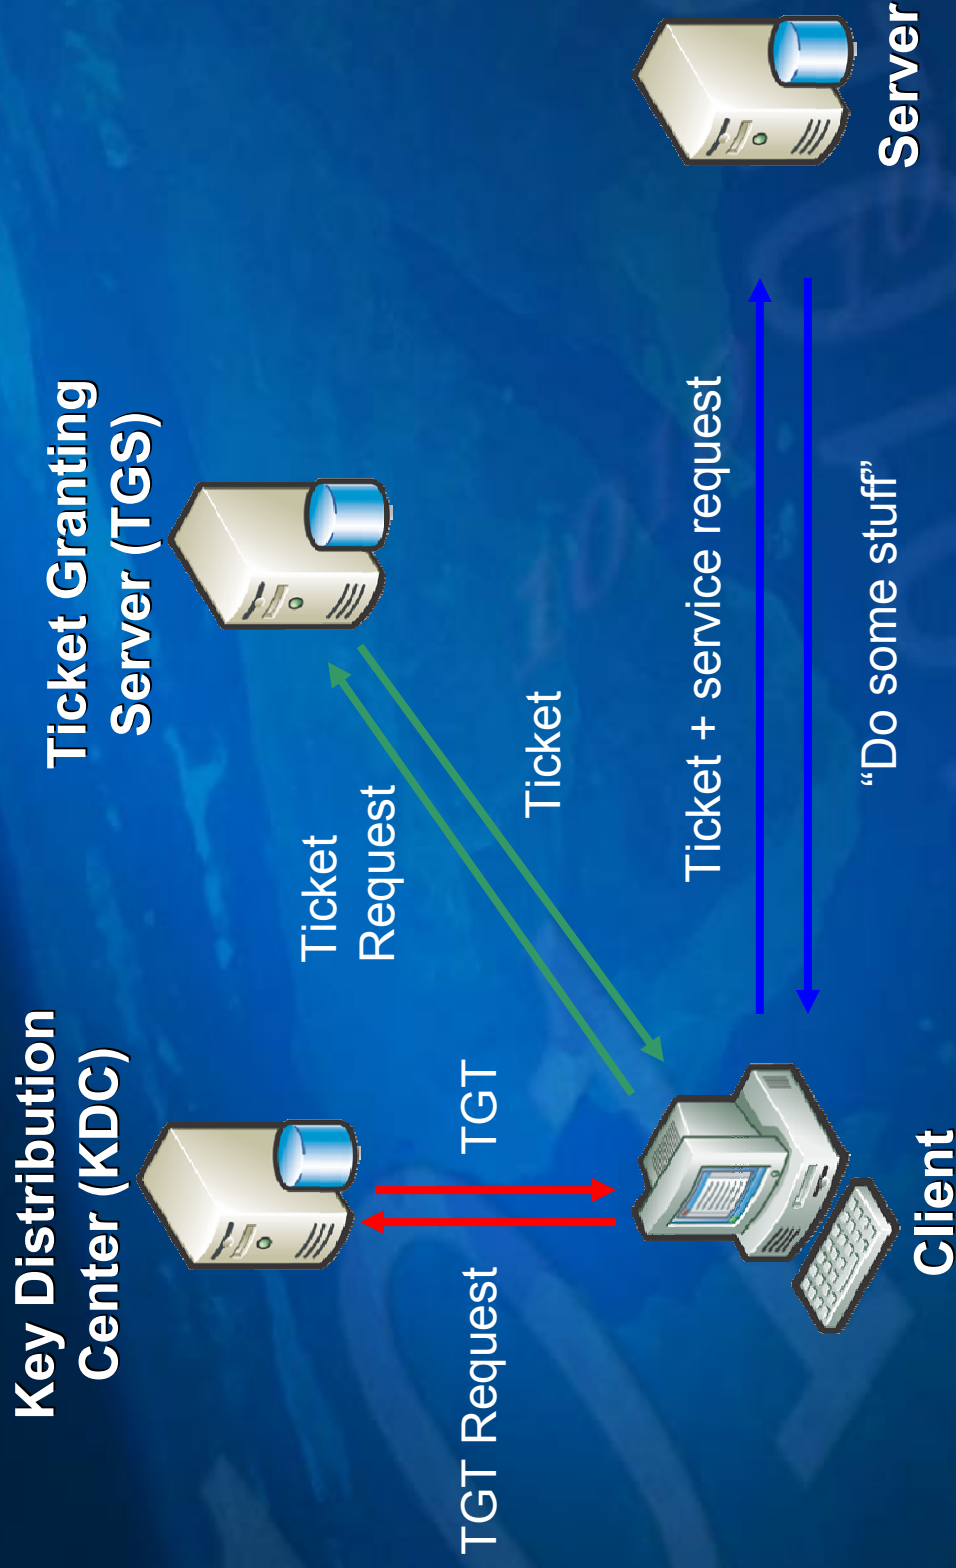 Key Distribution
Center (KDC)
Ticket Granting
Server (TGS)
Ticket
Request
TGT Request
TGT
Ticket
Ticket + service request
“Do some stuff”
Client
Server